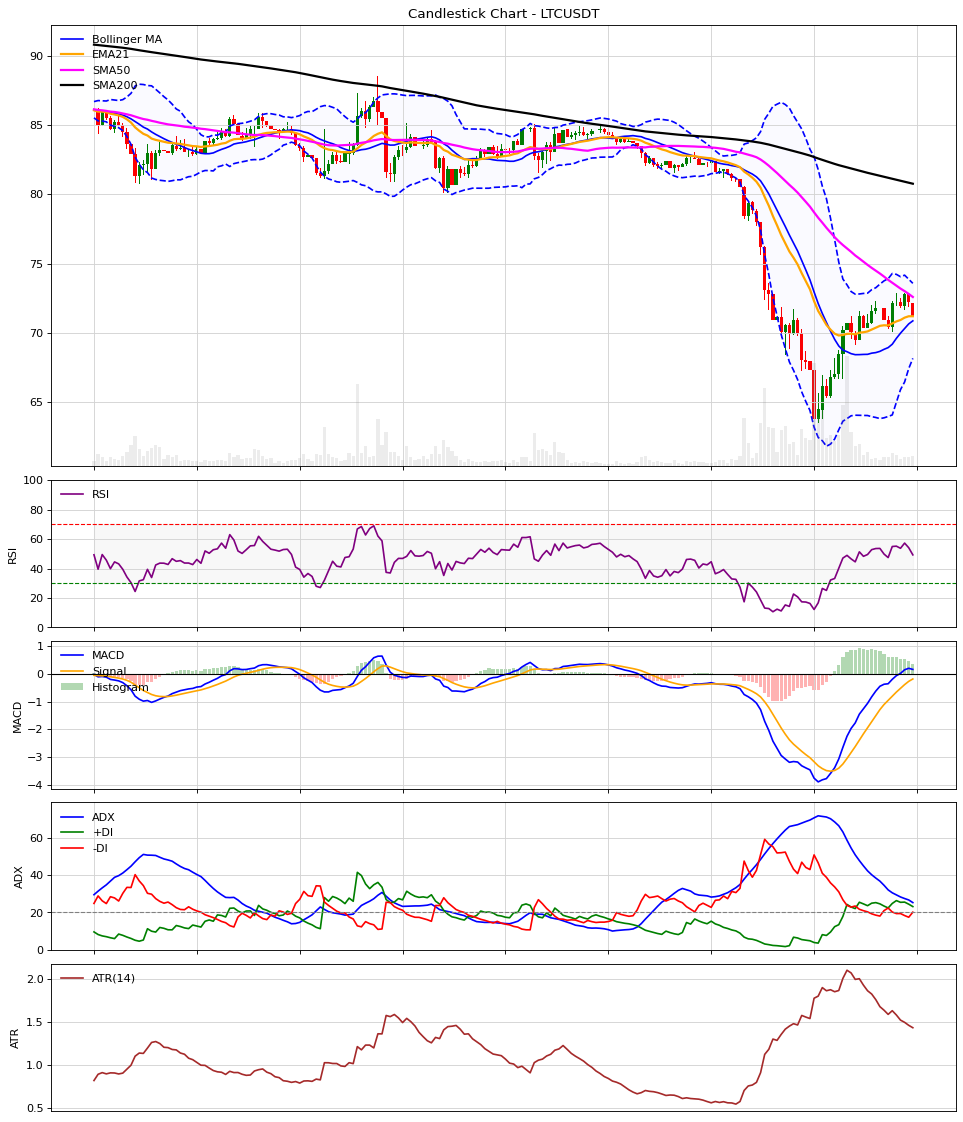 Candlestick Chart - LTCUSDT
Bollinger MA
EMA21
SMA50
SMA200
90
85
80
75
70
65
RSI
100
80
60
40
20
0
RSI
MACD
Signal
Histogram
1
0
−1
−2
−3
−4
MACD
ADX
+DI
-DI
60
40
20
0
ADX
ATR(14)
2.0
1.5
1.0
0.5
ATR